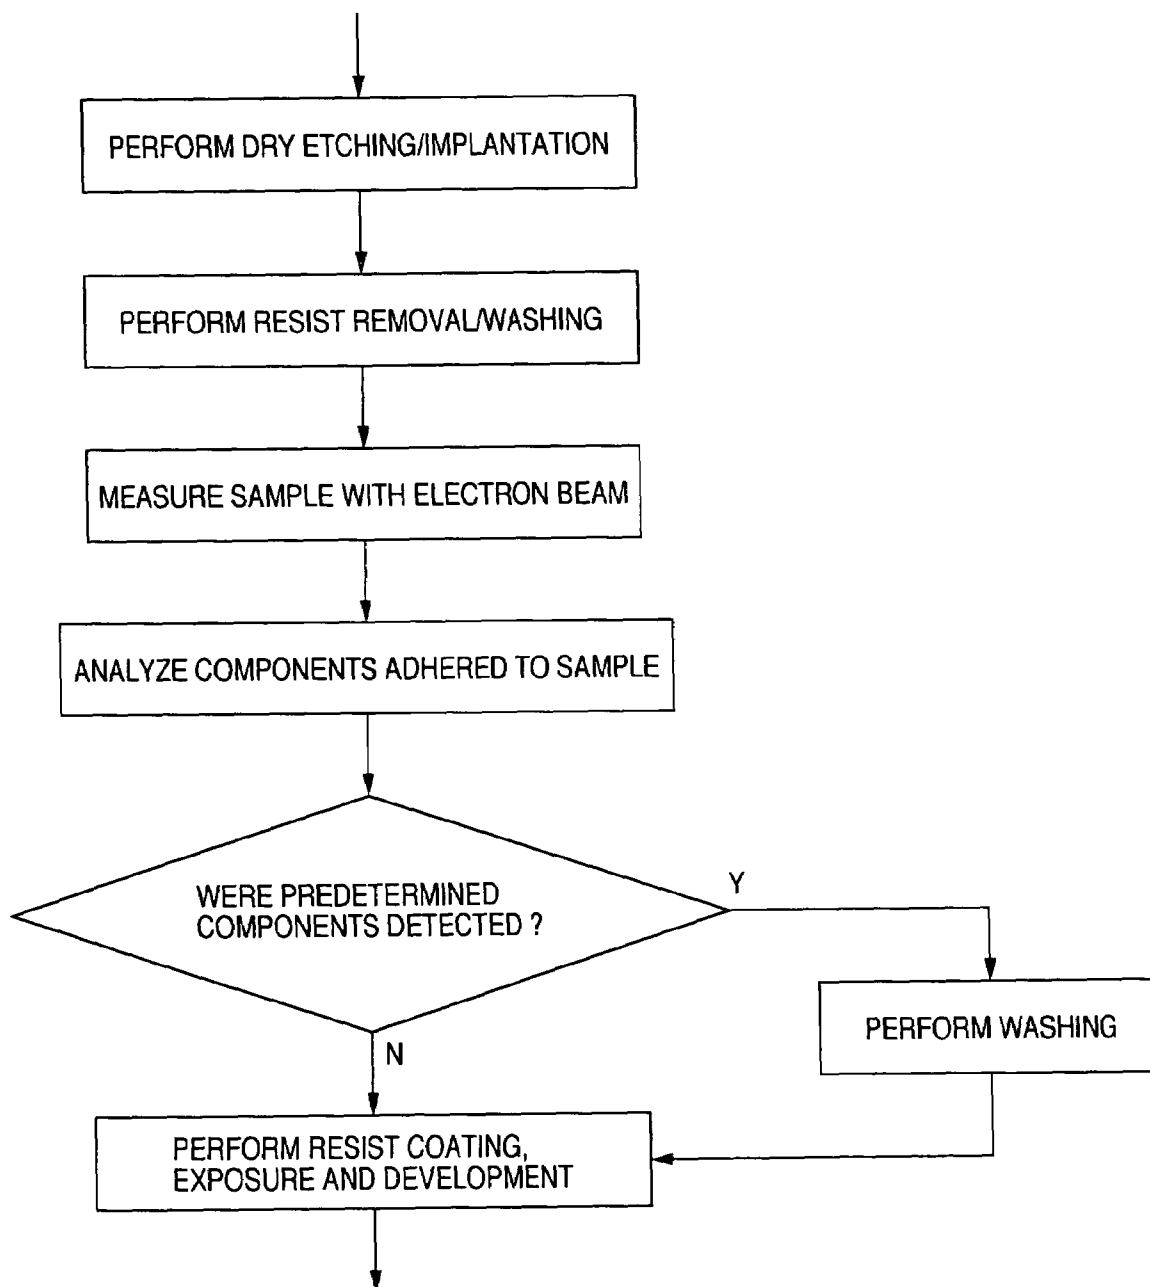 PERFORM DRY ETCHING/IMPLANTATION
PERFORM RESIST REMOVAL/WASHING
MEASURE SAMPLE WITH ELECTRON BEAM
ANALYZE COMPONENTS ADHERED TO SAMPLE
WERE PREDETERMINED
COMPONENTS DETECTED ?
Y
PERFORM WASHING
N
PERFORM RESIST COATING,
EXPOSURE AND DEVELOPMENT